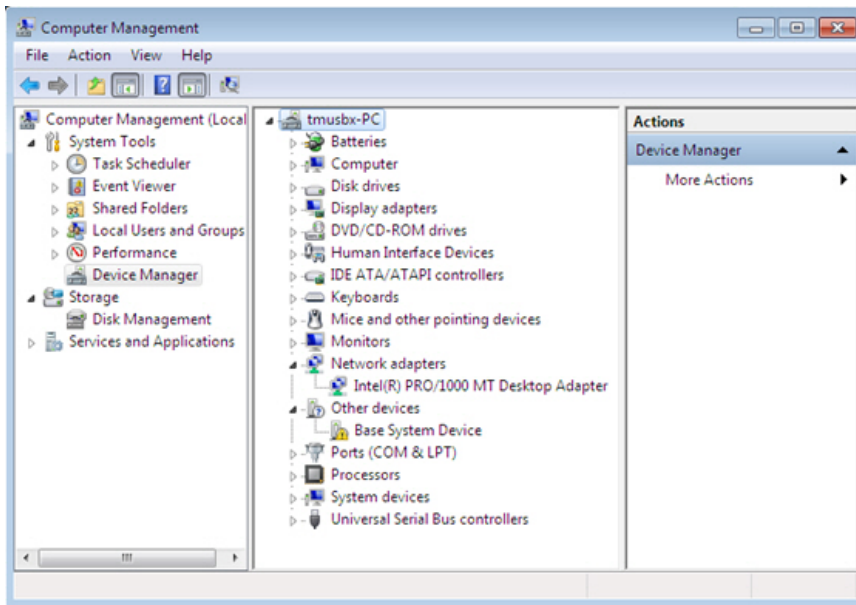 Computer Management
File Action View Help
Computer Management (Local
System Tools
Task Scheduler
Event Viewer
Shared Folders
Local Users and Groups
Performance
Device Manager
Storage
Disk Management
Services and Applications
tmusbx-PC
Batteries
Computer
Disk drives
Display adapters
DVD/CD-ROM drives
Human Interface Devices
IDE ATA/ATAPI controllers
Keyboards
Mice and other pointing devices
Monitors
Network adapters
Intel(R) PRO/1000 MT Desktop Adapter
Other devices
Base System Device
Ports (COM & LPT)
Processors
System devices
Universal Serial Bus controllers
Actions
Device Manager
More Actions